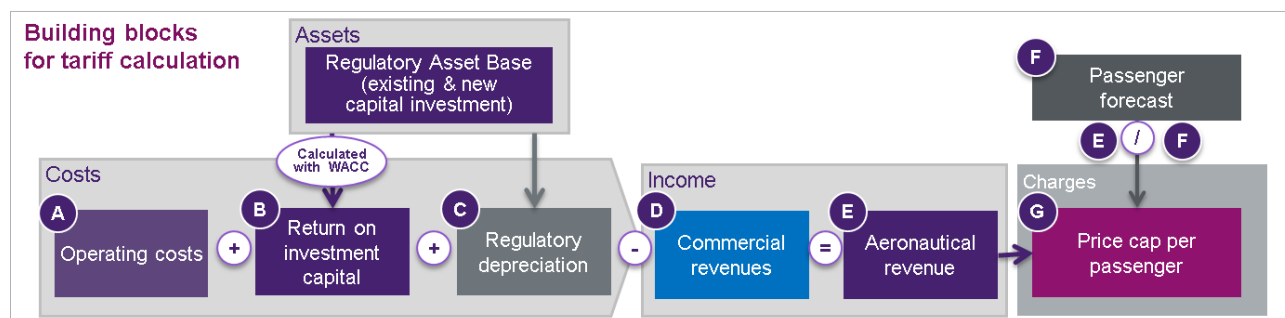 Building blocks
for tariff calculation
Assets
Regulatory Asset Base
(existing & new
capital investment)
F
Passenger
forecast
E / F
Calculated
with WACC
Costs
A
Operating costs
+
B
Return on
investment
capital
+
C
Regulatory
depreciation
-
Income
D
Commercial
revenues
=
E
Aeronautical
revenue
Charges
G
Price cap per
passenger